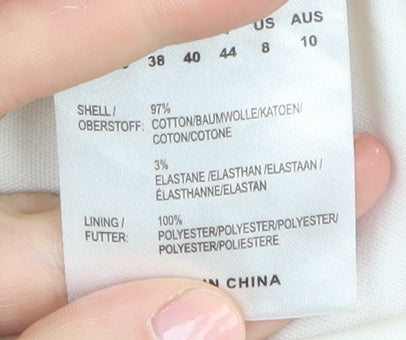 US AUS
38 40 44 8 10
SHELL / 97%
OBERSTOFF: COTTON/BAUMWOLLE/KATOEN/
COTON/COTONE
3%
ELASTANE /ELASTHAN /ELASTAAN /
ÉLASTHANNE/ELASTAN
LINING / 100%
FUTTER: POLYESTER/POLYESTER/POLYESTER/
POLYESTER/POLIESTERE
IN CHINA